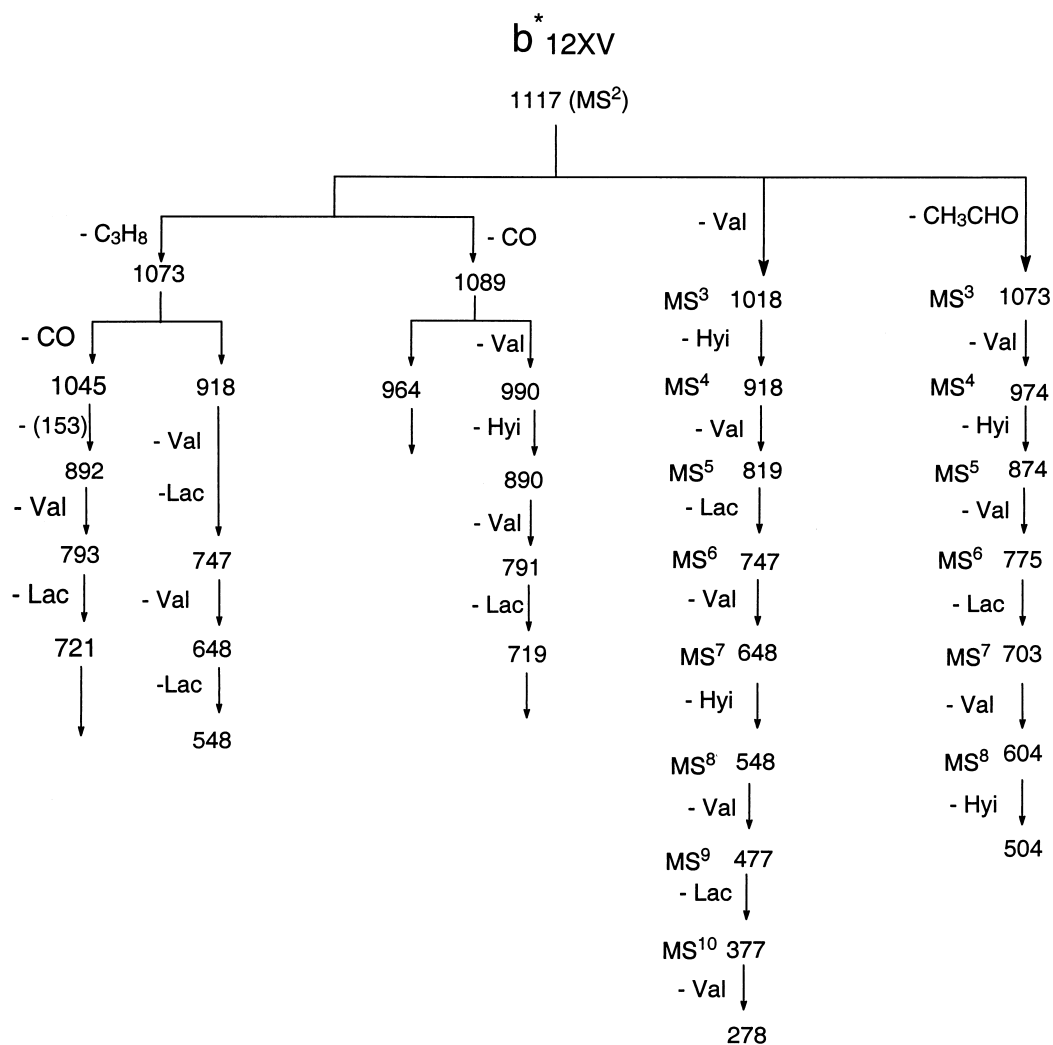 b*12XV
1117 (MS2)
- C3H8
- CO
- Val
- CH3CHO
1073
1089
MS3 1018
MS3 1073
- CO
- Val
- Hyi
- Val
1045
918
964
990
MS4 918
MS4 974
- (153)
- Val
- Hyi
- Val
- Hyi
892
890
MS5 819
MS5 874
- Val
-Lac
- Val
- Lac
- Val
793
747
791
MS6 747
MS6 775
- Lac
- Val
- Lac
- Val
- Lac
721
648
719
MS7 648
MS7 703
-Lac
- Hyi
- Val
548
MS8 548
MS8 604
- Val
- Hyi
504
MS9 477
- Lac
MS10 377
- Val
278